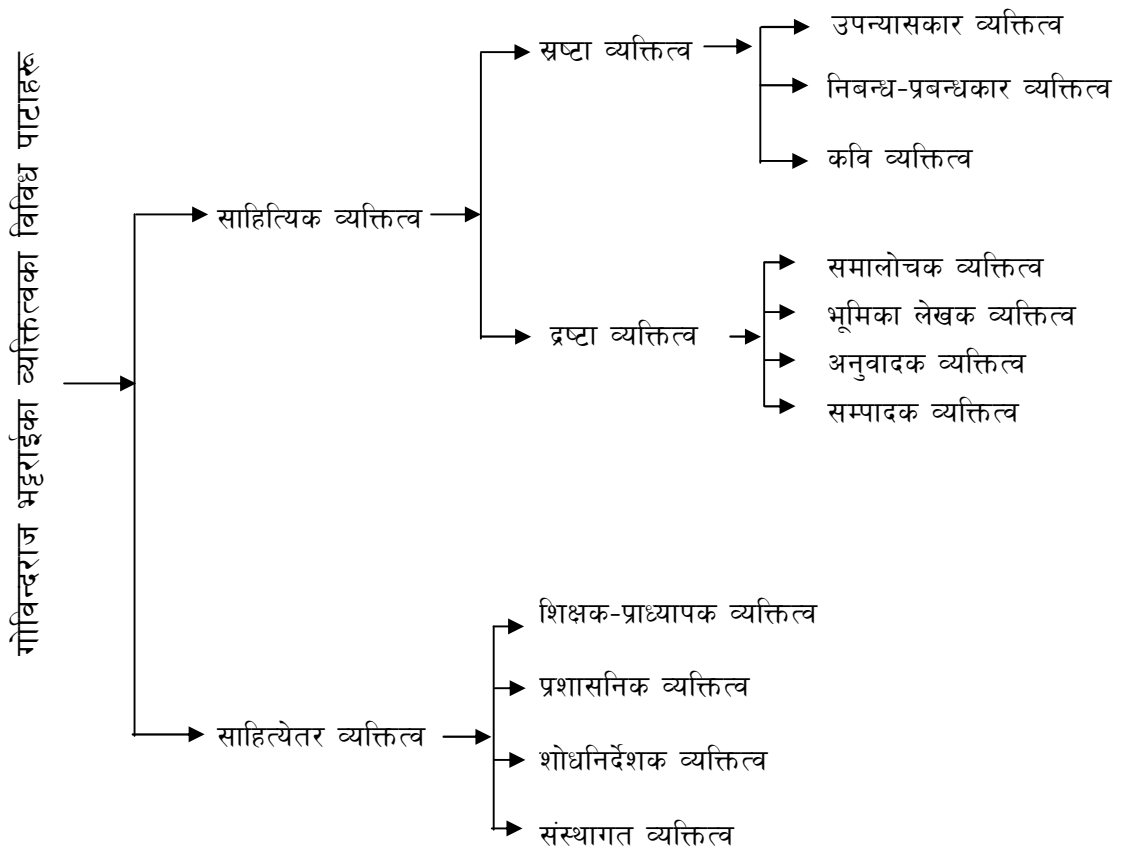 गोविन्दराज भट्टराईका व्यक्तित्वका विविध पाटाहरू
साहित्यिक व्यक्तित्व
स्रष्टा व्यक्तित्व
उपन्यासकार व्यक्तित्व
निबन्ध-प्रबन्धकार व्यक्तित्व
कवि व्यक्तित्व
द्रष्टा व्यक्तित्व
समालोचक व्यक्तित्व
भूमिका लेखक व्यक्तित्व
अनुवादक व्यक्तित्व
सम्पादक व्यक्तित्व
साहित्येतर व्यक्तित्व
शिक्षक-प्राध्यापक व्यक्तित्व
प्रशासनिक व्यक्तित्व
शोधनिर्देशक व्यक्तित्व
संस्थागत व्यक्तित्व